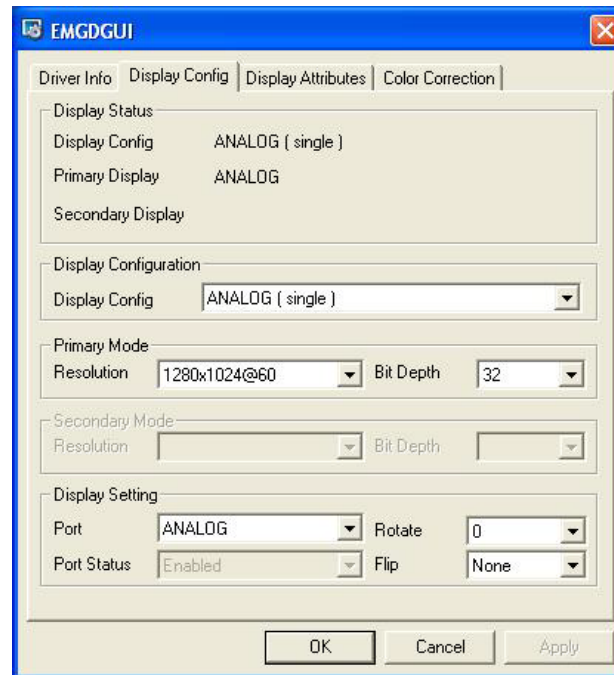 EMGDGUI
Driver Info Display Config Display Attributes Color Correction
Display Status
Display Config ANALOG ( single )
Primary Display ANALOG
Secondary Display
Display Configuration
Display Config ANALOG ( single )
Primary Mode
Resolution 1280x1024@60 Bit Depth 32
Secondary Mode
Resolution Bit Depth
Display Setting
Port ANALOG Rotate 0
Port Status Enabled Flip None
OK Cancel Apply